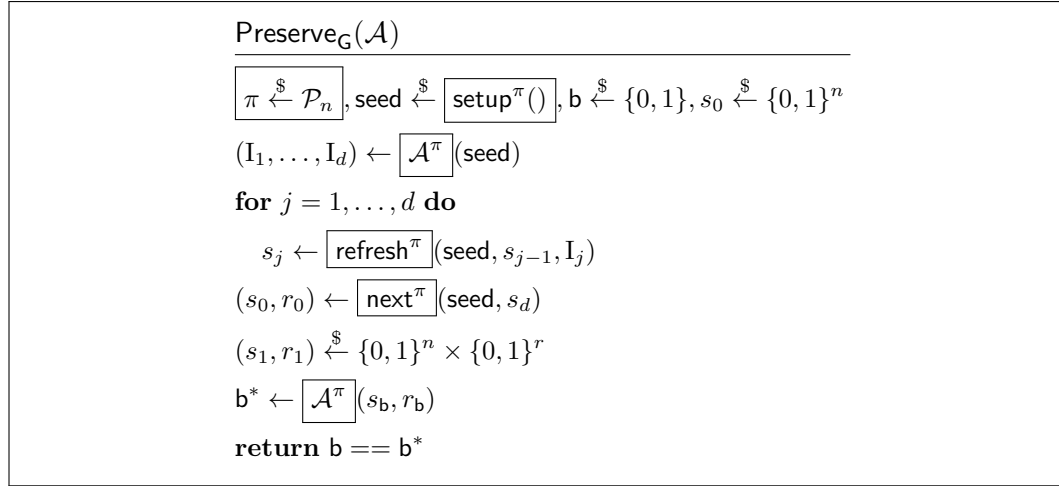 Preserve_G(𝒜)
π ←$ 𝒫_n, seed ←$ setup^π(), b ←$ {0, 1}, s_0 ←$ {0, 1}^n
(I_1, . . . , I_d) ← 𝒜^π (seed)
for j = 1, . . . , d do
s_j ← refresh^π (seed, s_{j−1}, I_j)
(s_0, r_0) ← next^π (seed, s_d)
(s_1, r_1) ←$ {0, 1}^n × {0, 1}^r
b* ← 𝒜^π (s_b, r_b)
return b == b*